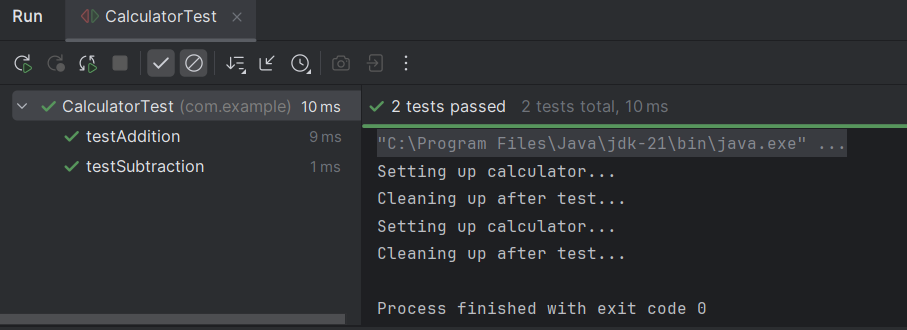 Run CalculatorTest
CalculatorTest (com.example) 10 ms
testAddition 9 ms
testSubtraction 1 ms
2 tests passed 2 tests total, 10 ms
"C:\Program Files\Java\jdk-21\bin\java.exe" ...
Setting up calculator...
Cleaning up after test...
Setting up calculator...
Cleaning up after test...
Process finished with exit code 0